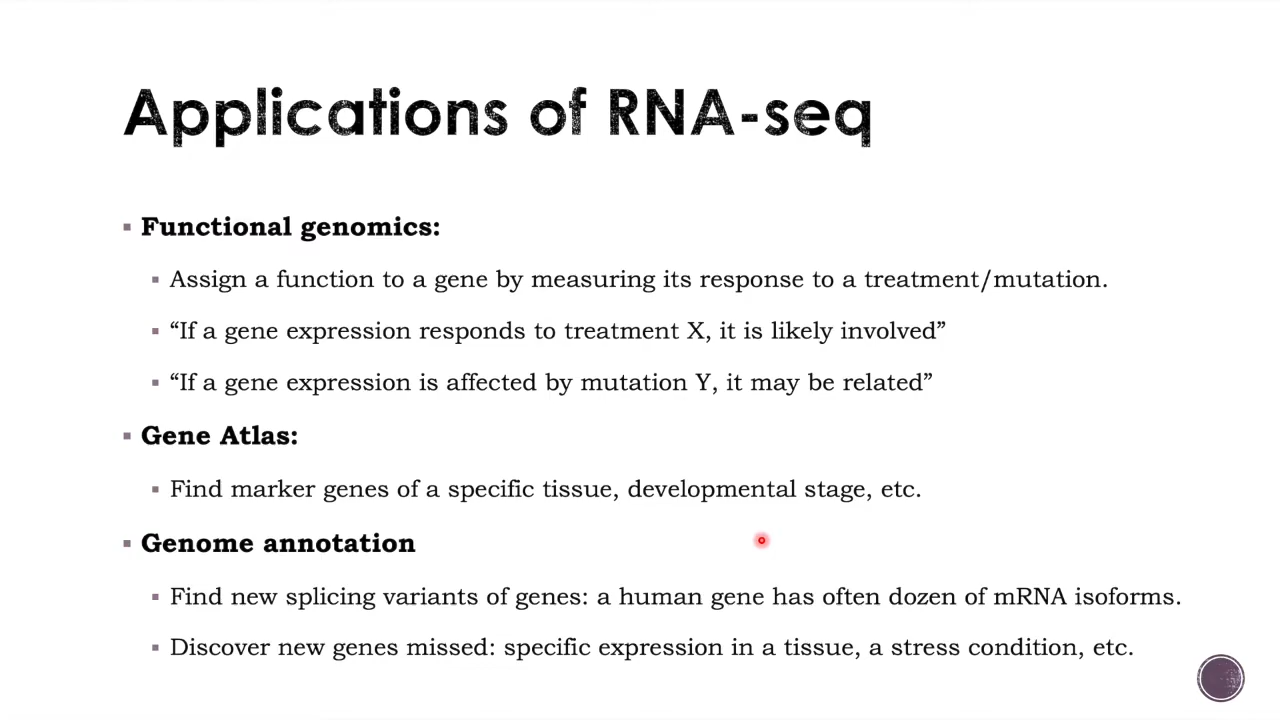 Applications of RNA-seq
▪ Functional genomics:
▪ Assign a function to a gene by measuring its response to a treatment/mutation.
▪ “If a gene expression responds to treatment X, it is likely involved”
▪ “If a gene expression is affected by mutation Y, it may be related”
▪ Gene Atlas:
▪ Find marker genes of a specific tissue, developmental stage, etc.
▪ Genome annotation
▪ Find new splicing variants of genes: a human gene has often dozen of mRNA isoforms.
▪ Discover new genes missed: specific expression in a tissue, a stress condition, etc.